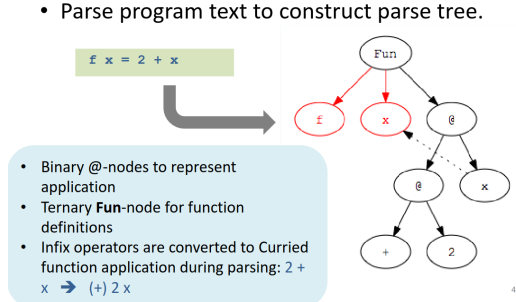 • Parse program text to construct parse tree.
f x = 2 + x
Fun
f
x
@
@
x
+
2
• Binary @-nodes to represent
application
• Ternary Fun-node for function
definitions
• Infix operators are converted to Curried
function application during parsing: 2 +
x ➔ (+) 2 x
4